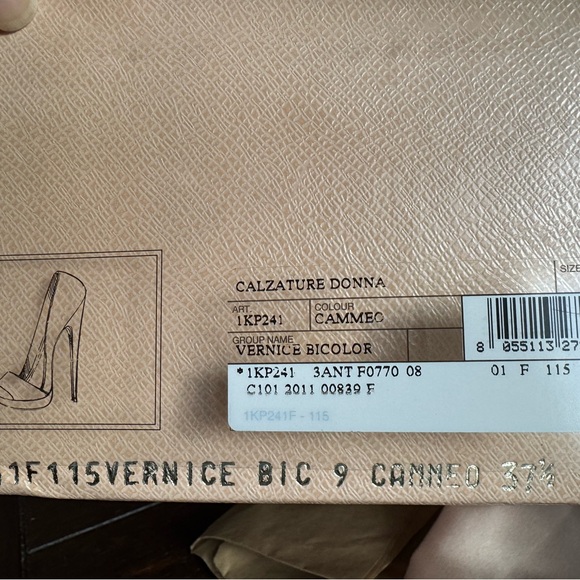 CALZATURE DONNA
SIZE
ART.
1KP241
COLOUR
CAMMEO
GROUP NAME
VERNICE BICOLOR
8 055113 27
*1KP241 3ANT F0770 08 01 F 115
C101 2011 00839 F
1KP241F - 115
1F115VERNICE BIC 9 CAMMEO 37½